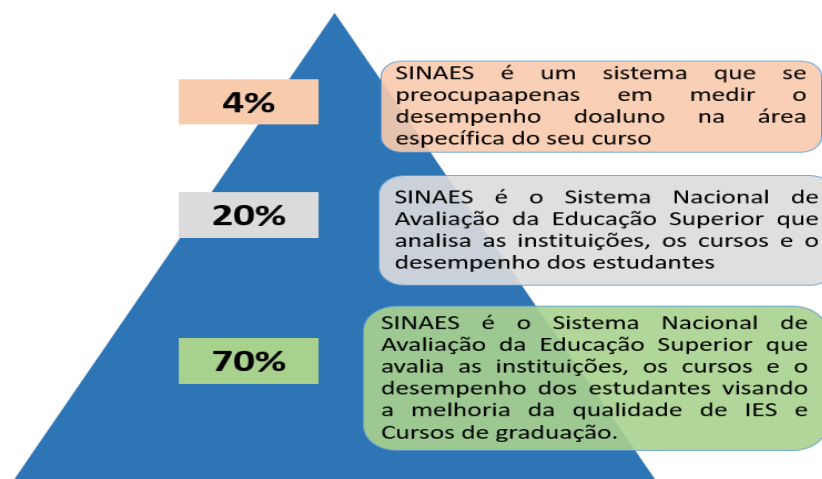 4%
SINAES é um sistema que se
preocupaapenas em medir o
desempenho doaluno na área
específica do seu curso
20%
SINAES é o Sistema Nacional de
Avaliação da Educação Superior que
analisa as instituições, os cursos e o
desempenho dos estudantes
70%
SINAES é o Sistema Nacional de
Avaliação da Educação Superior que
avalia as instituições, os cursos e o
desempenho dos estudantes visando
a melhoria da qualidade de IES e
Cursos de graduação.